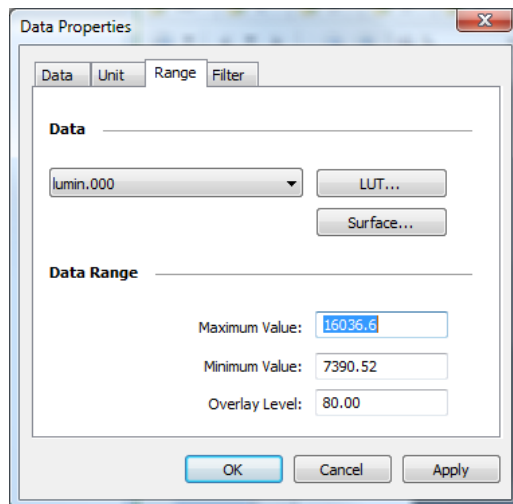 Data Properties
Data Unit Range Filter
Data
lumin.000 LUT...
Surface...
Data Range
Maximum Value: 16036.6
Minimum Value: 7390.52
Overlay Level: 80.00
OK Cancel Apply